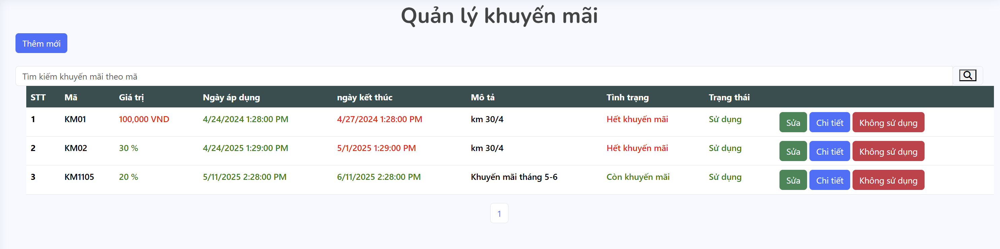 Quản lý khuyến mãi
Thêm mới
Tìm kiếm khuyến mãi theo mã
STT Mã Giá trị Ngày áp dụng ngày kết thúc Mô tả Tình trạng Trạng thái
1 KM01 100,000 VND 4/24/2024 1:28:00 PM 4/27/2024 1:28:00 PM km 30/4 Hết khuyến mãi Sử dụng Sửa Chi tiết Không sử dụng
2 KM02 30 % 4/24/2025 1:29:00 PM 5/1/2025 1:29:00 PM km 30/4 Hết khuyến mãi Sử dụng Sửa Chi tiết Không sử dụng
3 KM1105 20 % 5/11/2025 2:28:00 PM 6/11/2025 2:28:00 PM Khuyến mãi tháng 5-6 Còn khuyến mãi Sử dụng Sửa Chi tiết Không sử dụng
1